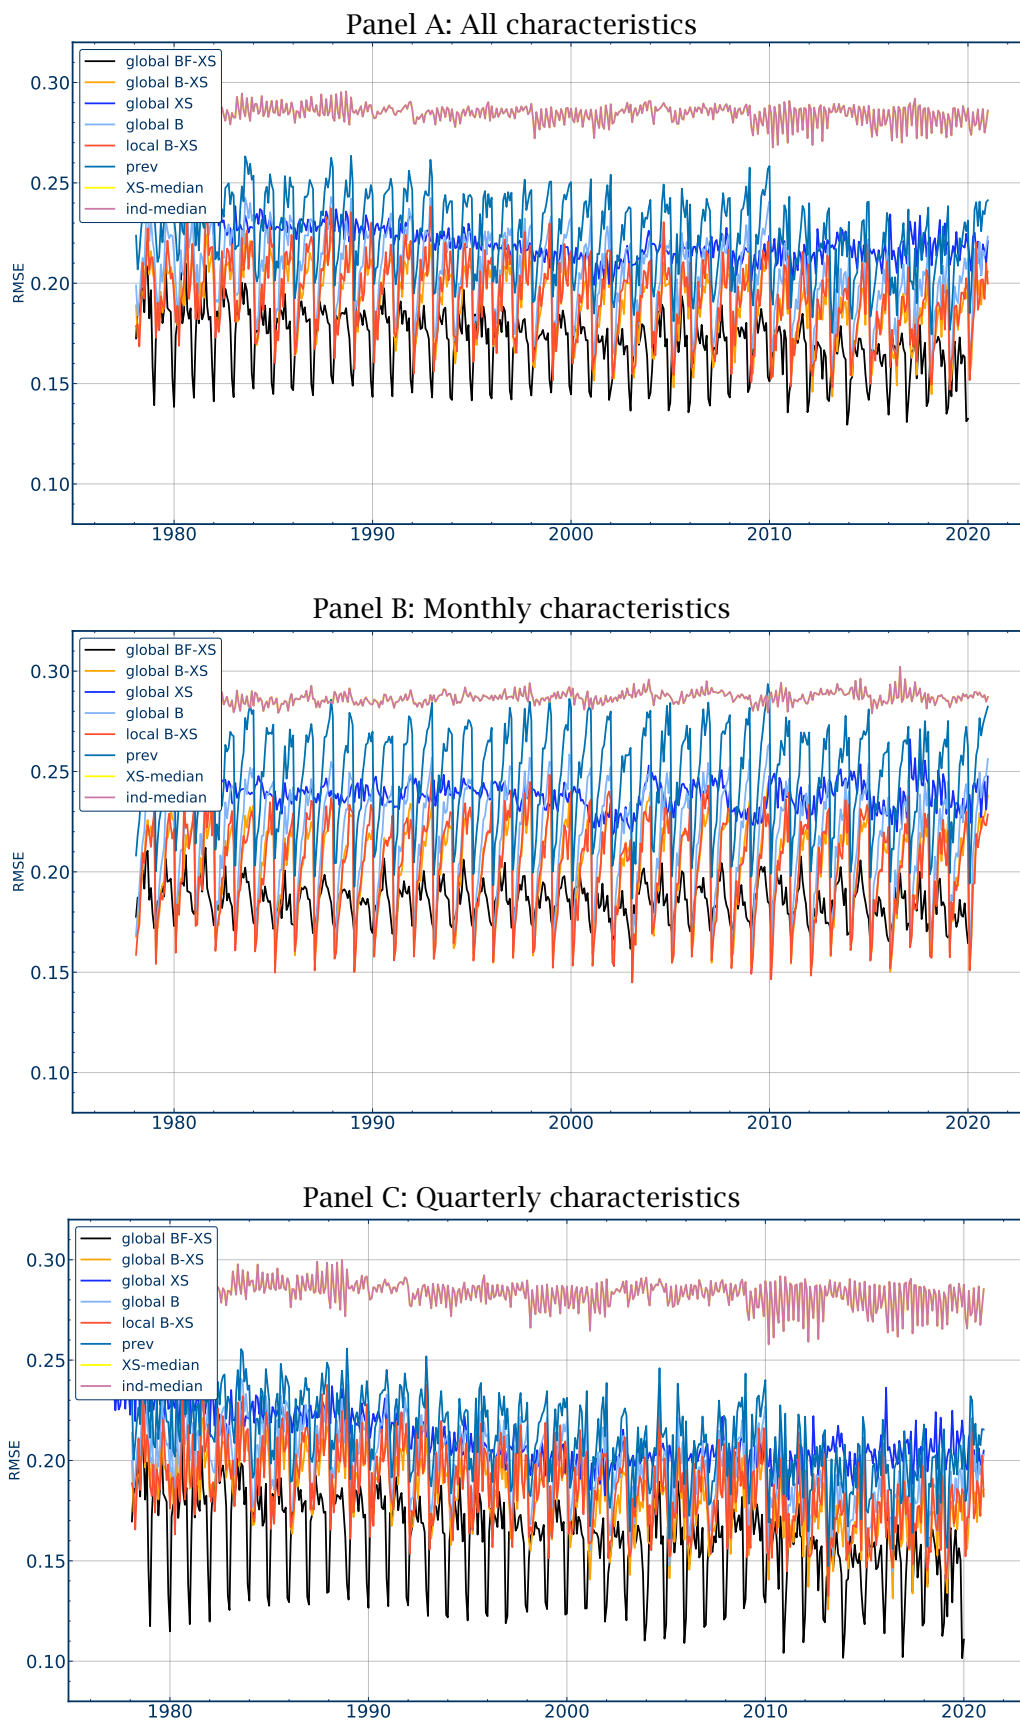 Panel A: All characteristics
global BF-XS
global B-XS
global XS
global B
local B-XS
prev
XS-median
ind-median
0.30
0.25
0.20
0.15
0.10
RMSE
1980 1990 2000 2010 2020
Panel B: Monthly characteristics
global BF-XS
global B-XS
global XS
global B
local B-XS
prev
XS-median
ind-median
0.30
0.25
0.20
0.15
0.10
RMSE
1980 1990 2000 2010 2020
Panel C: Quarterly characteristics
global BF-XS
global B-XS
global XS
global B
local B-XS
prev
XS-median
ind-median
0.30
0.25
0.20
0.15
0.10
RMSE
1980 1990 2000 2010 2020